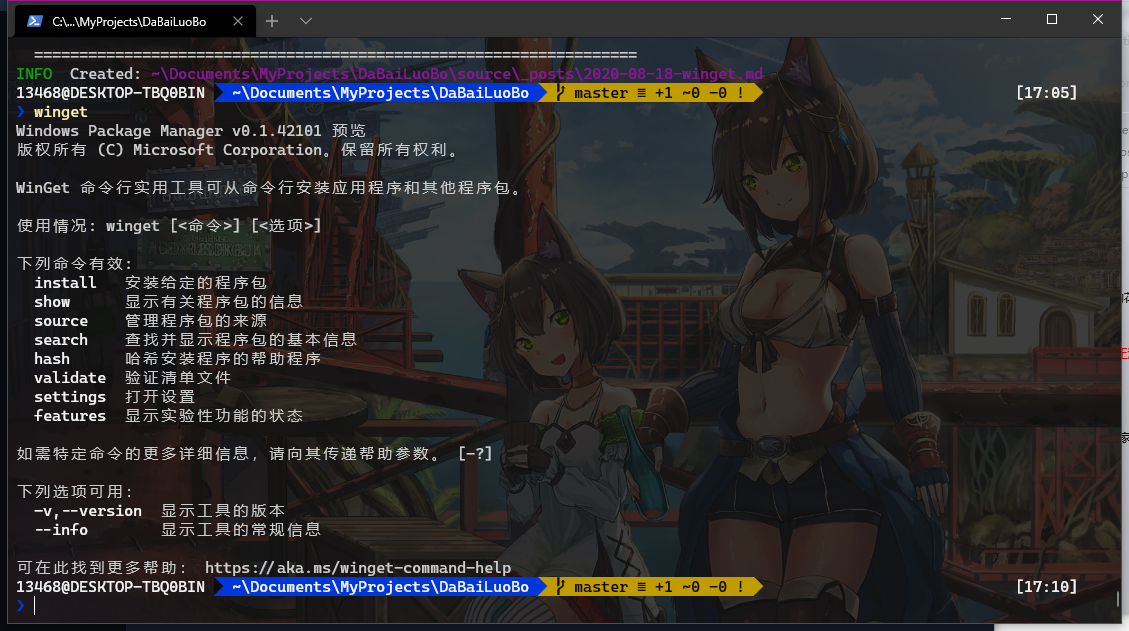 C:\...\MyProjects\DaBaiLuoBo
===================================================================
INFO  Created: ~\Documents\MyProjects\DaBaiLuoBo\source\_posts\2020-08-18-winget.md
13468@DESKTOP-TBQ0BIN ~\Documents\MyProjects\DaBaiLuoBo master ≡ +1 ~0 -0 ! [17:05]
❯ winget
Windows Package Manager v0.1.42101 预览
版权所有 (C) Microsoft Corporation。保留所有权利。
WinGet 命令行实用工具可从命令行安装应用程序和其他程序包。
使用情况: winget [<命令>] [<选项>]
下列命令有效:
install 安装给定的程序包
show 显示有关程序包的信息
source 管理程序包的来源
search 查找并显示程序包的基本信息
hash 哈希安装程序的帮助程序
validate 验证清单文件
settings 打开设置
features 显示实验性功能的状态
如需特定命令的更多详细信息，请向其传递帮助参数。 [-?]
下列选项可用:
-v,--version 显示工具的版本
--info 显示工具的常规信息
可在此找到更多帮助: https://aka.ms/winget-command-help
13468@DESKTOP-TBQ0BIN ~\Documents\MyProjects\DaBaiLuoBo master ≡ +1 ~0 -0 ! [17:10]
❯